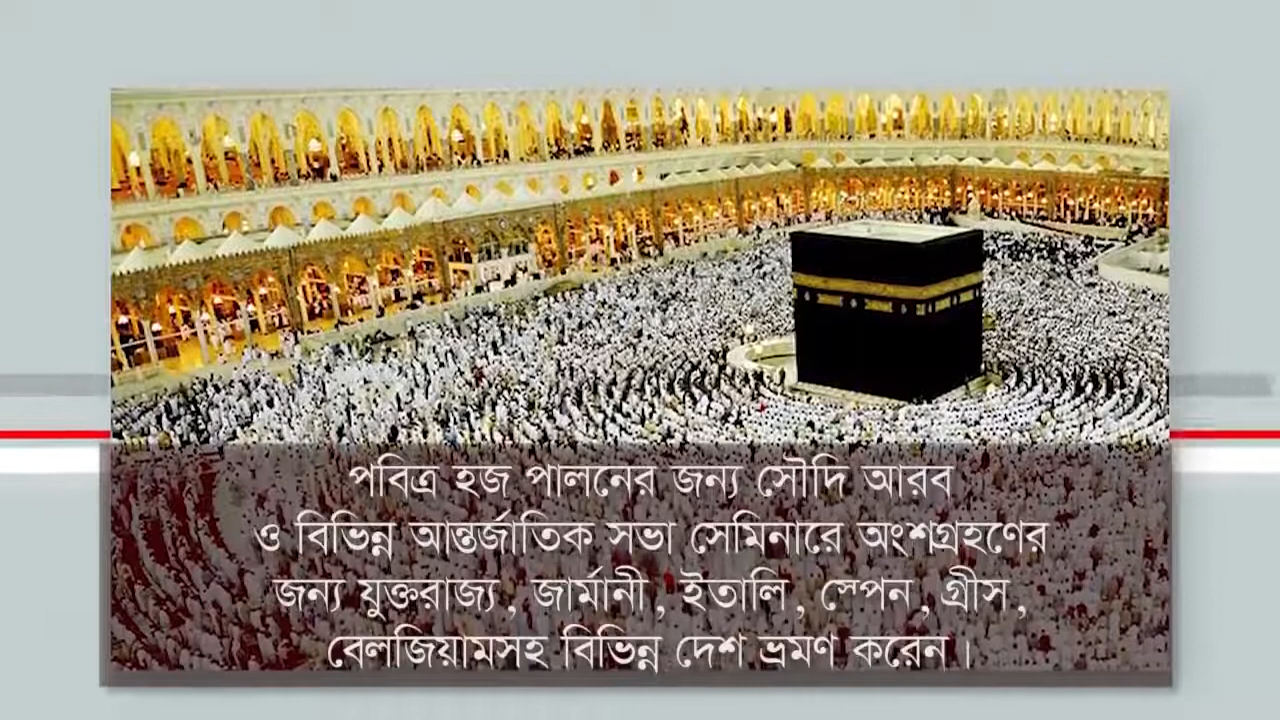 পবিত্র হজ পালনের জন্য সৌদি আরব
ও বিভিন্ন আন্তর্জাতিক সভা সেমিনারে অংশগ্রহণের
জন্য যুক্তরাজ্য, জার্মানী, ইতালি, স্পেন, গ্রীস,
বেলজিয়ামসহ বিভিন্ন দেশ ভ্রমণ করেন।